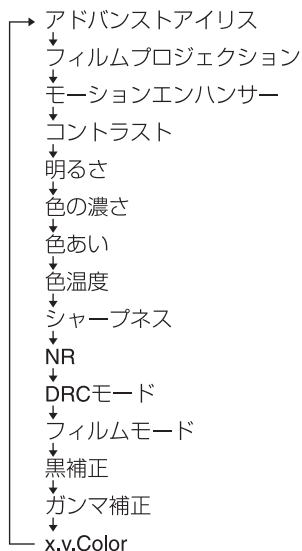 アドバンストアイリス
フィルムプロジェクション
モーションエンハンサー
コントラスト
明るさ
色の濃さ
色あい
色温度
シャープネス
NR
DRCモード
フィルムモード
黒補正
ガンマ補正
x.v.Color